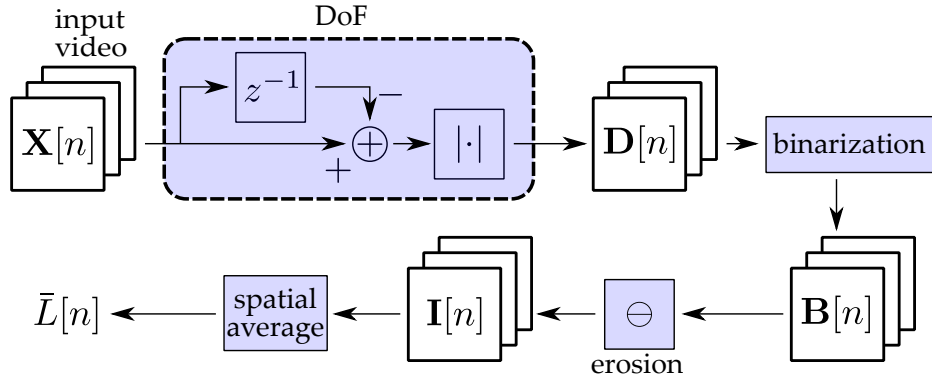 input
video
DoF
X[n]
z⁻¹
−
+
+
|·|
D[n]
binarization
B[n]
⊖
erosion
I[n]
spatial
average
L̄[n]